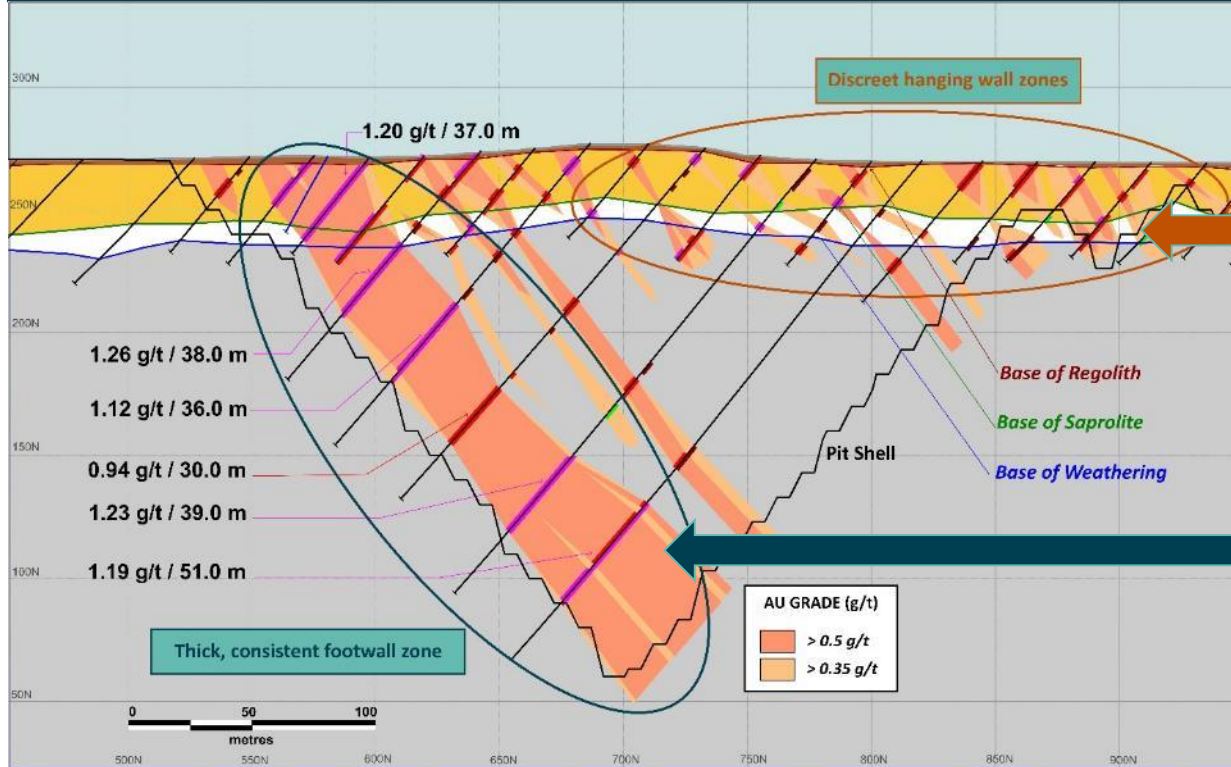 300N
Discreet hanging wall zones
1.20 g/t / 37.0 m
250N
200N
1.26 g/t / 38.0 m
Base of Regolith
1.12 g/t / 36.0 m
Base of Saprolite
150N
Pit Shell
0.94 g/t / 30.0 m
Base of Weathering
1.23 g/t / 39.0 m
1.19 g/t / 51.0 m
100N
AU GRADE (g/t)
> 0.5 g/t
> 0.35 g/t
Thick, consistent footwall zone
50N
0 50 100
metres
500N 550N 600N 650N 700N 750N 800N 850N 900N